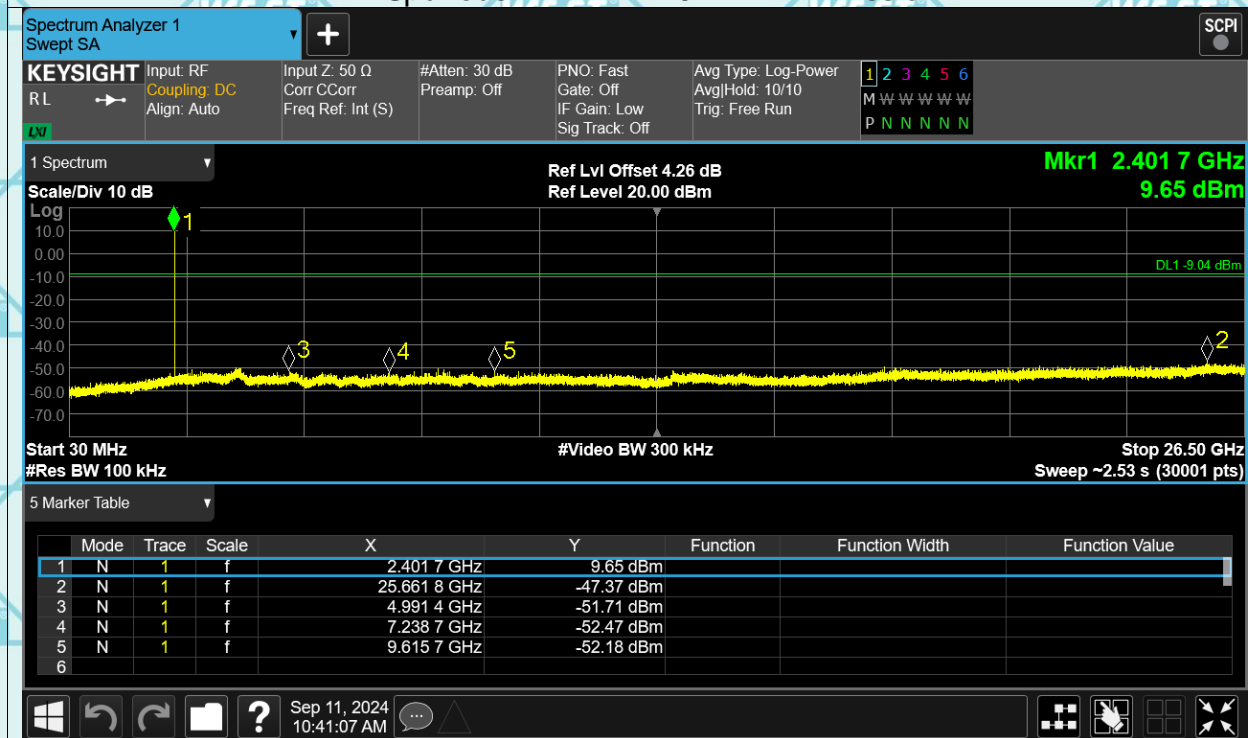 Spectrum Analyzer 1
Swept SA
SCPI
KEYSIGHT
R L
LXI
Input: RF
Coupling: DC
Align: Auto
Input Z: 50 Ω
Corr CCorr
Freq Ref: Int (S)
#Atten: 30 dB
Preamp: Off
PNO: Fast
Gate: Off
IF Gain: Low
Sig Track: Off
Avg Type: Log-Power
Avg|Hold: 10/10
Trig: Free Run
1 2 3 4 5 6
M W W W W W
P N N N N N N
1 Spectrum
Scale/Div 10 dB
Ref Lvl Offset 4.26 dB
Ref Level 20.00 dBm
Mkr1 2.401 7 GHz
9.65 dBm
Log
10.0
0.00
-10.0
-20.0
-30.0
-40.0
-50.0
-60.0
-70.0
1
DL1 -9.04 dBm
3
4
5
2
Start 30 MHz
#Res BW 100 kHz
#Video BW 300 kHz
Stop 26.50 GHz
Sweep ~2.53 s (30001 pts)
5 Marker Table
Mode Trace Scale X Y Function Function Width Function Value
1 N 1 f 2.401 7 GHz 9.65 dBm
2 N 1 f 25.661 8 GHz -47.37 dBm
3 N 1 f 4.991 4 GHz -51.71 dBm
4 N 1 f 7.238 7 GHz -52.47 dBm
5 N 1 f 9.615 7 GHz -52.18 dBm
6
?
Sep 11, 2024
10:41:07 AM